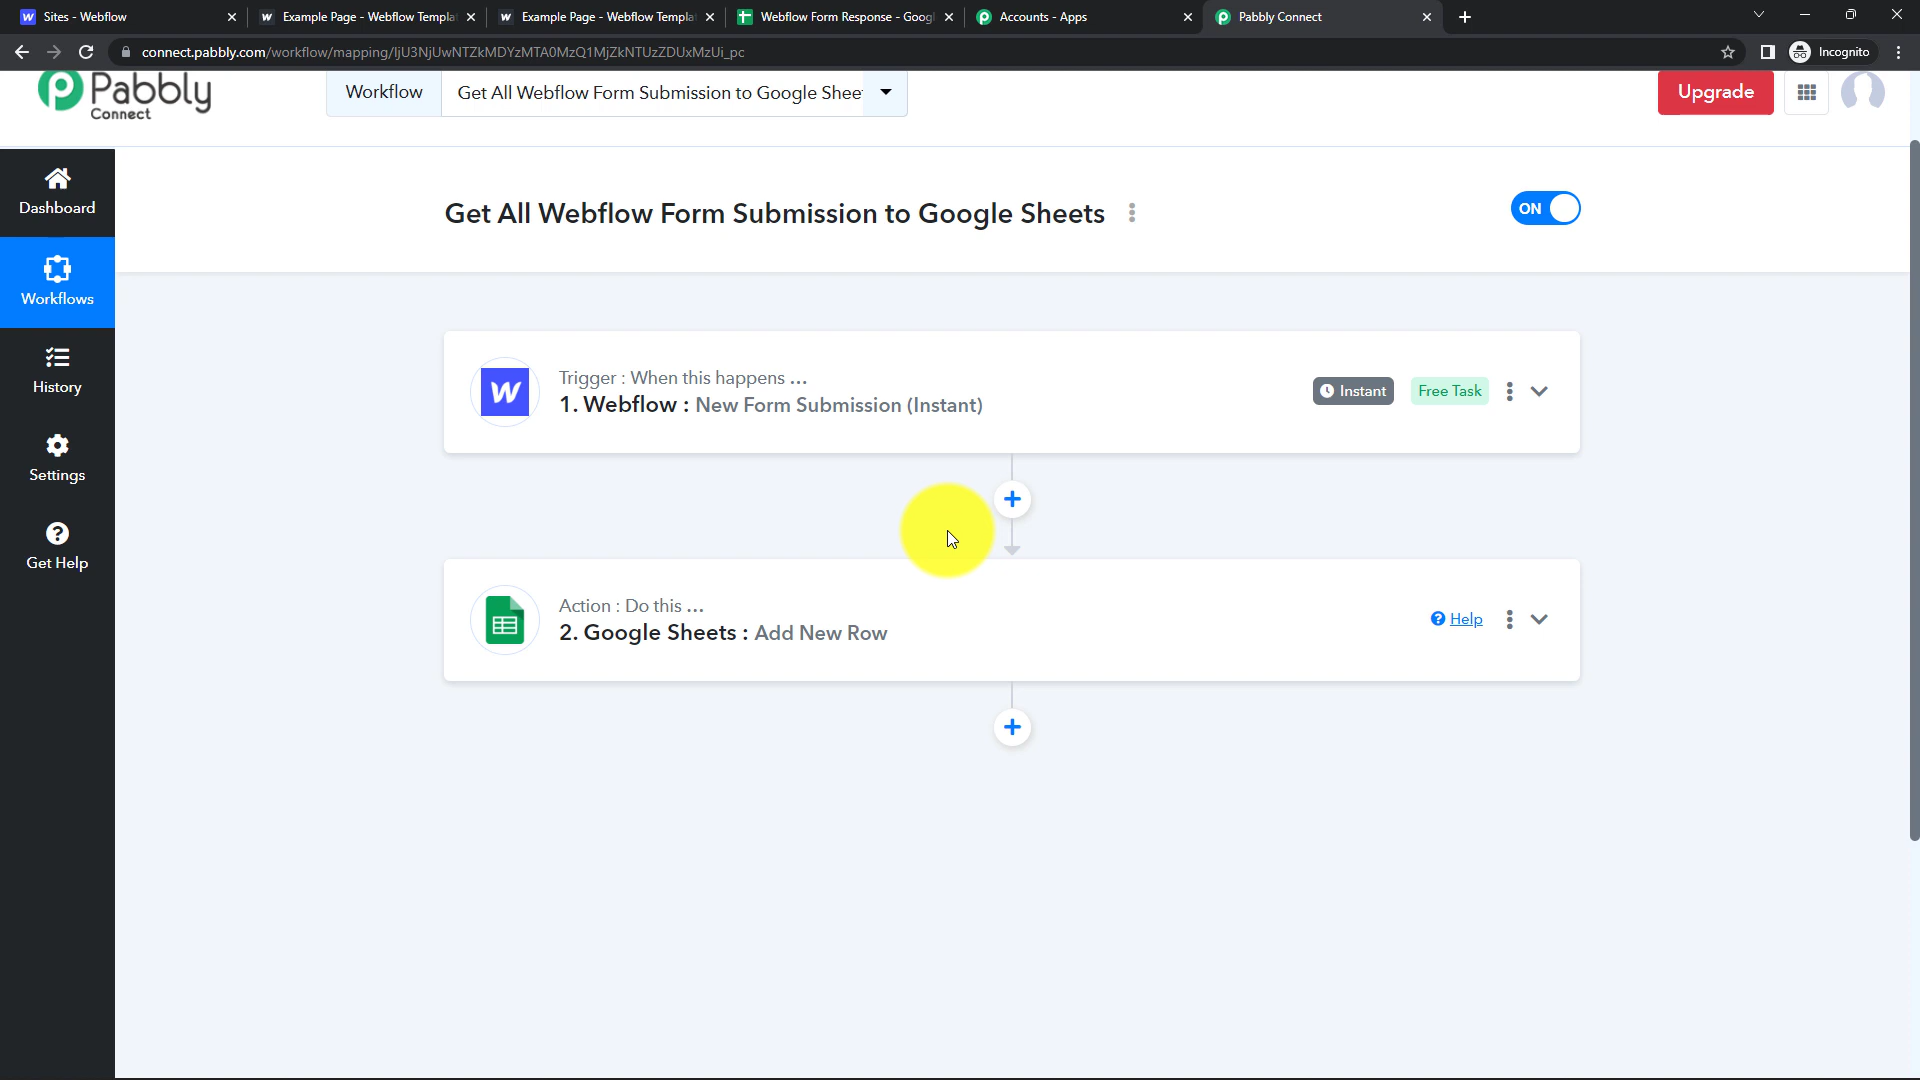 Sites - Webflow
Example Page - Webflow Templa
Example Page - Webflow Templa
Webflow Form Response - Googl
Accounts - Apps
Pabbly Connect
connect.pabbly.com/workflow/mapping/IjU3NjUwNTZkMDYzMTA0MzQ1MjZkNTUzZDUxMzUi_pc
Incognito
Pabbly
Connect
Workflow
Get All Webflow Form Submission to Google Shee
Upgrade
Dashboard
Workflows
History
Settings
Get Help
Get All Webflow Form Submission to Google Sheets
ON
Trigger : When this happens ...
1. Webflow : New Form Submission (Instant)
Instant
Free Task
Action : Do this ...
2. Google Sheets : Add New Row
Help